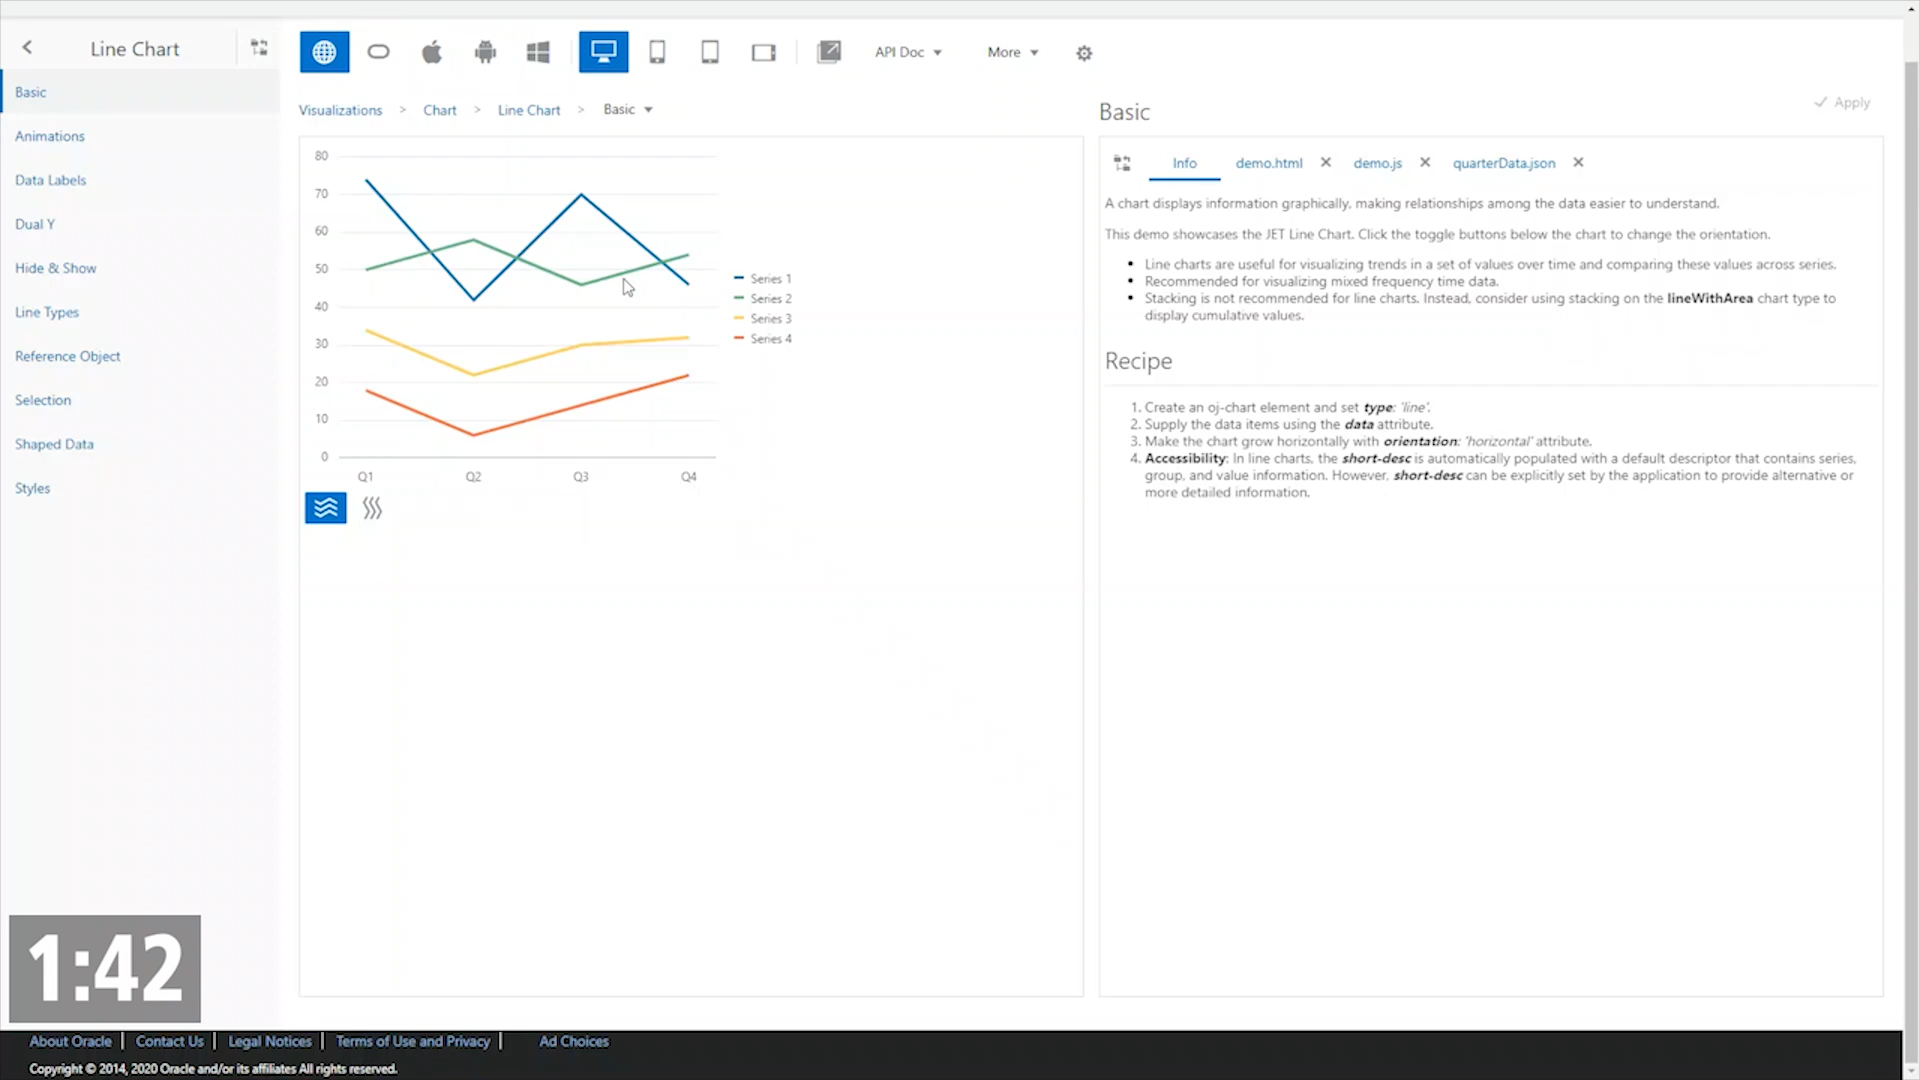 Line Chart
API Doc
More
Basic
Animations
Data Labels
Dual Y
Hide & Show
Line Types
Reference Object
Selection
Shaped Data
Styles
Visualizations > Chart > Line Chart > Basic
80
70
60
50
40
30
20
10
0
Q1 Q2 Q3 Q4
Series 1
Series 2
Series 3
Series 4
Basic
Apply
Info demo.html demo.js quarterData.json
A chart displays information graphically, making relationships among the data easier to understand.
This demo showcases the JET Line Chart. Click the toggle buttons below the chart to change the orientation.
Line charts are useful for visualizing trends in a set of values over time and comparing these values across series.
Recommended for visualizing mixed frequency time data.
Stacking is not recommended for line charts. Instead, consider using stacking on the lineWithArea chart type to
display cumulative values.
Recipe
1. Create an oj-chart element and set type: 'line'.
2. Supply the data items using the data attribute.
3. Make the chart grow horizontally with orientation: 'horizontal' attribute.
4. Accessibility: In line charts, the short-desc is automatically populated with a default descriptor that contains series,
group, and value information. However, short-desc can be explicitly set by the application to provide alternative or
more detailed information.
1:42
About Oracle | Contact Us | Legal Notices | Terms of Use and Privacy | Ad Choices
Copyright © 2014, 2020 Oracle and/or its affiliates All rights reserved.